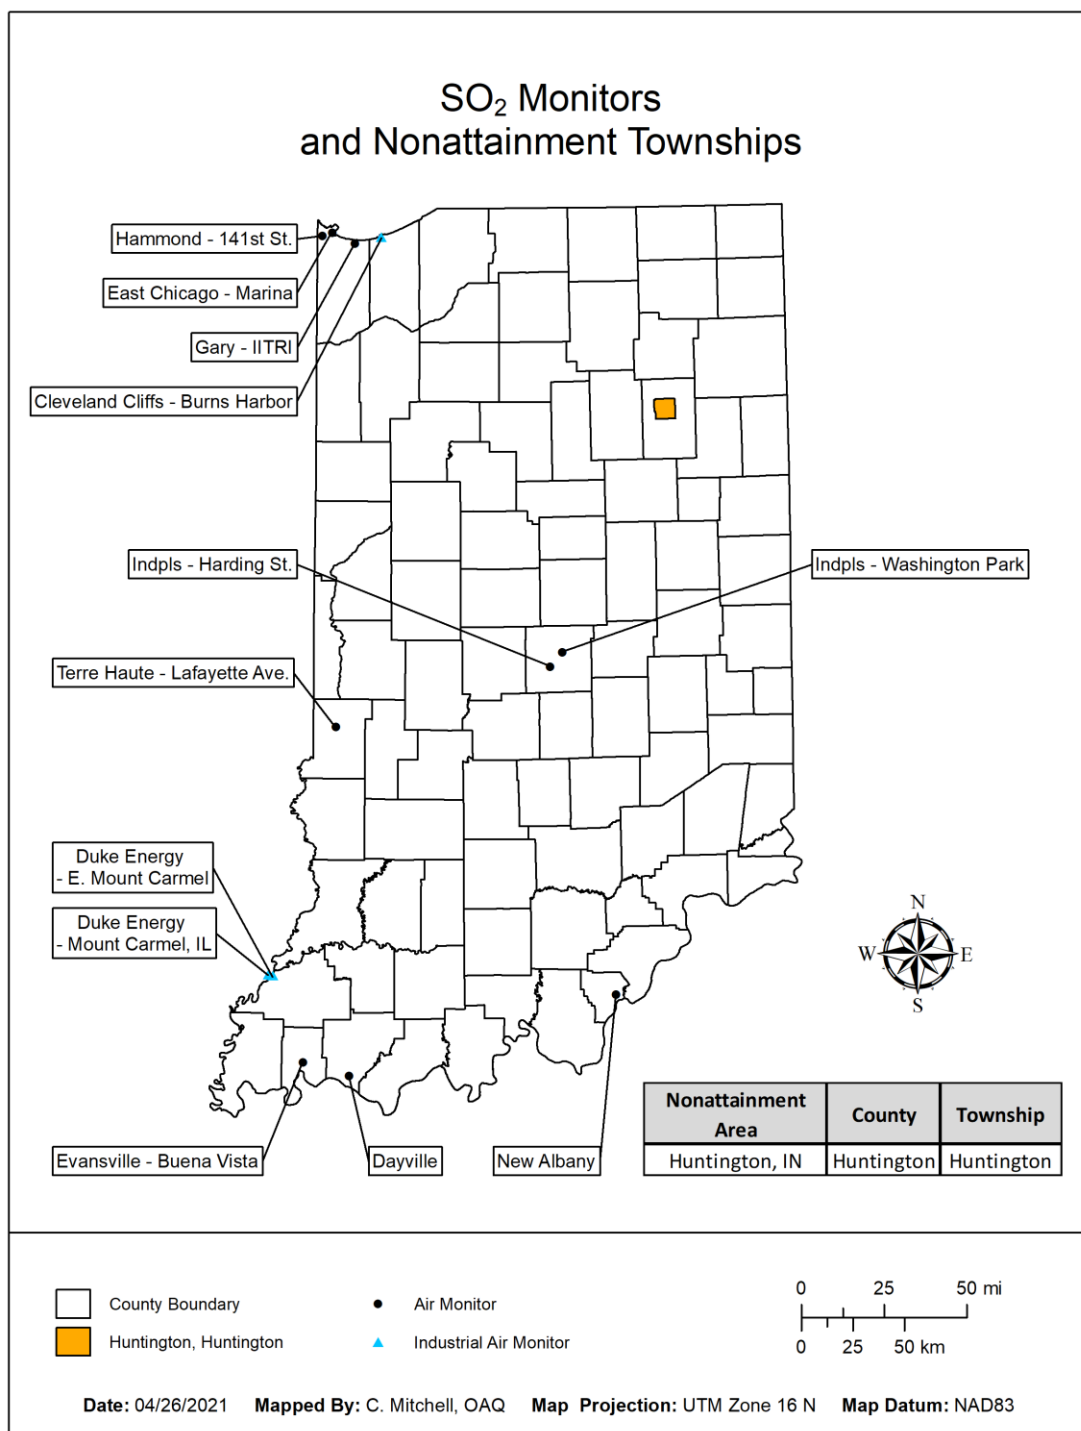 SO₂ Monitors
and Nonattainment Townships
Hammond - 141st St.
East Chicago - Marina
Gary - IITRI
Cleveland Cliffs - Burns Harbor
Indpls - Harding St.
Indpls - Washington Park
Terre Haute - Lafayette Ave.
Duke Energy
- E. Mount Carmel
Duke Energy
- Mount Carmel, IL
N
W
E
S
Evansville - Buena Vista
Dayville
New Albany
Nonattainment
Area
County
Township
Huntington, IN
Huntington
Huntington
County Boundary
Huntington, Huntington
Air Monitor
Industrial Air Monitor
0 25 50 mi
0 25 50 km
Date: 04/26/2021 Mapped By: C. Mitchell, OAQ Map Projection: UTM Zone 16 N Map Datum: NAD83